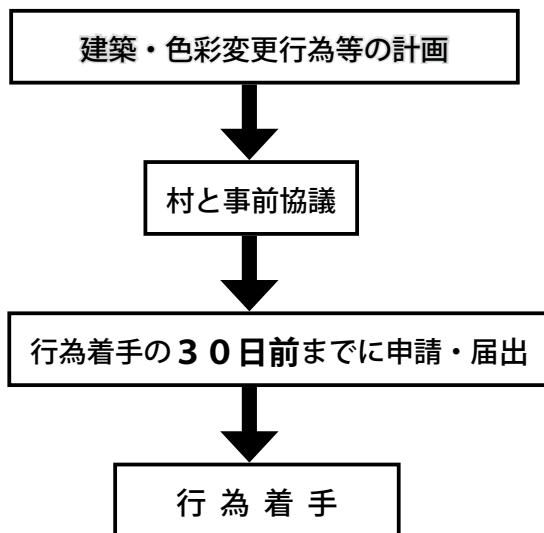 建築・色彩変更行為等の計画
村と事前協議
行為着手の３０日前までに申請・届出
行 為 着 手